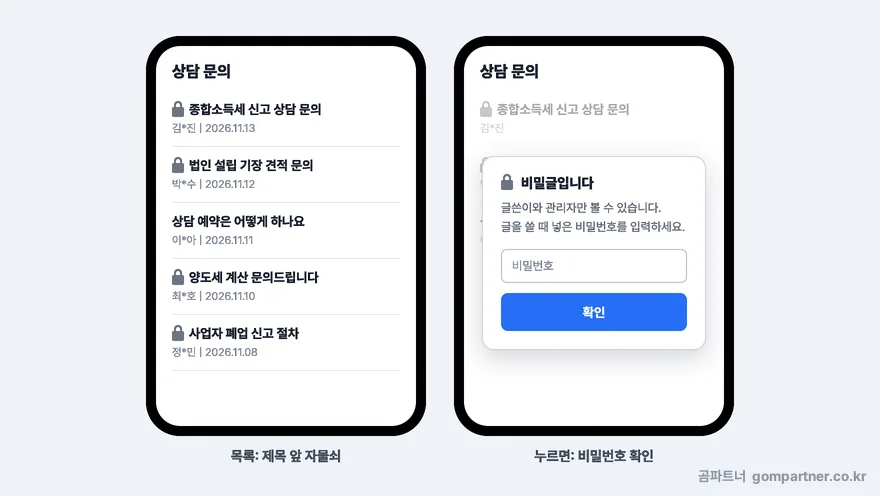 상담 문의
종합소득세 신고 상담 문의
김*진 | 2026.11.13
법인 설립 기장 견적 문의
박*수 | 2026.11.12
상담 예약은 어떻게 하나요
이*아 | 2026.11.11
양도세 계산 문의드립니다
최*호 | 2026.11.10
사업자 폐업 신고 절차
정*민 | 2026.11.08
목록: 제목 앞 자물쇠
상담 문의
종합소득세 신고 상담 문의
김*진
비밀글입니다
글쓴이와 관리자만 볼 수 있습니다.
글을 쓸 때 넣은 비밀번호를 입력하세요.
비밀번호
확인
누르면: 비밀번호 확인
곰파트너 gompartner.co.kr